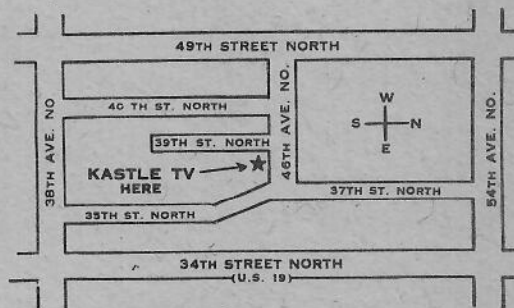 49TH STREET NORTH
38TH AVE. NO
40 TH ST. NORTH
39TH ST. NORTH
46TH AVE. NO.
W
S N
E
54TH AVE. NO.
KASTLE TV
HERE
37TH ST. NORTH
35TH ST. NORTH
34TH STREET NORTH
(U.S. 19)